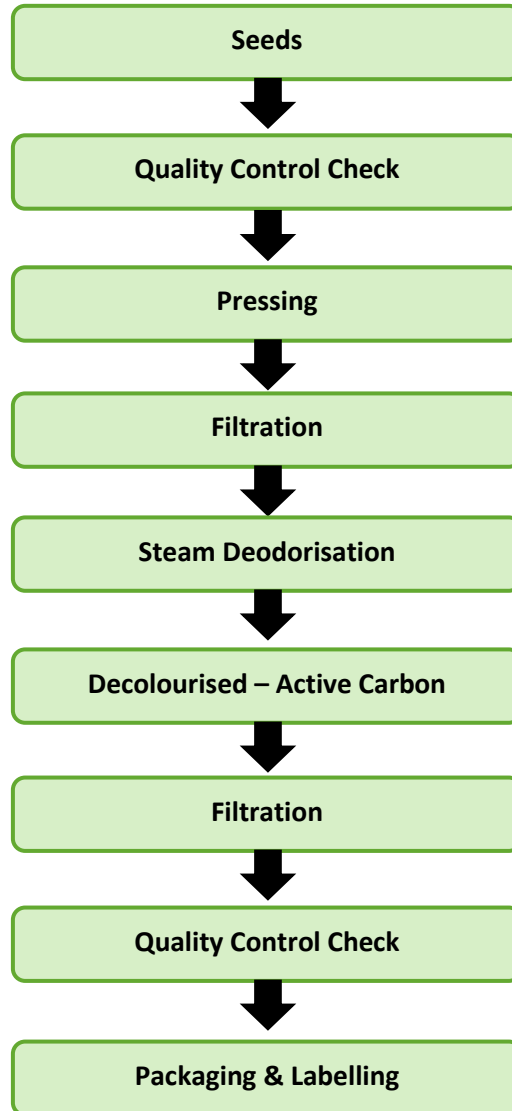 Seeds
Quality Control Check
Pressing
Filtration
Steam Deodorisation
Decolourised – Active Carbon
Filtration
Quality Control Check
Packaging & Labelling